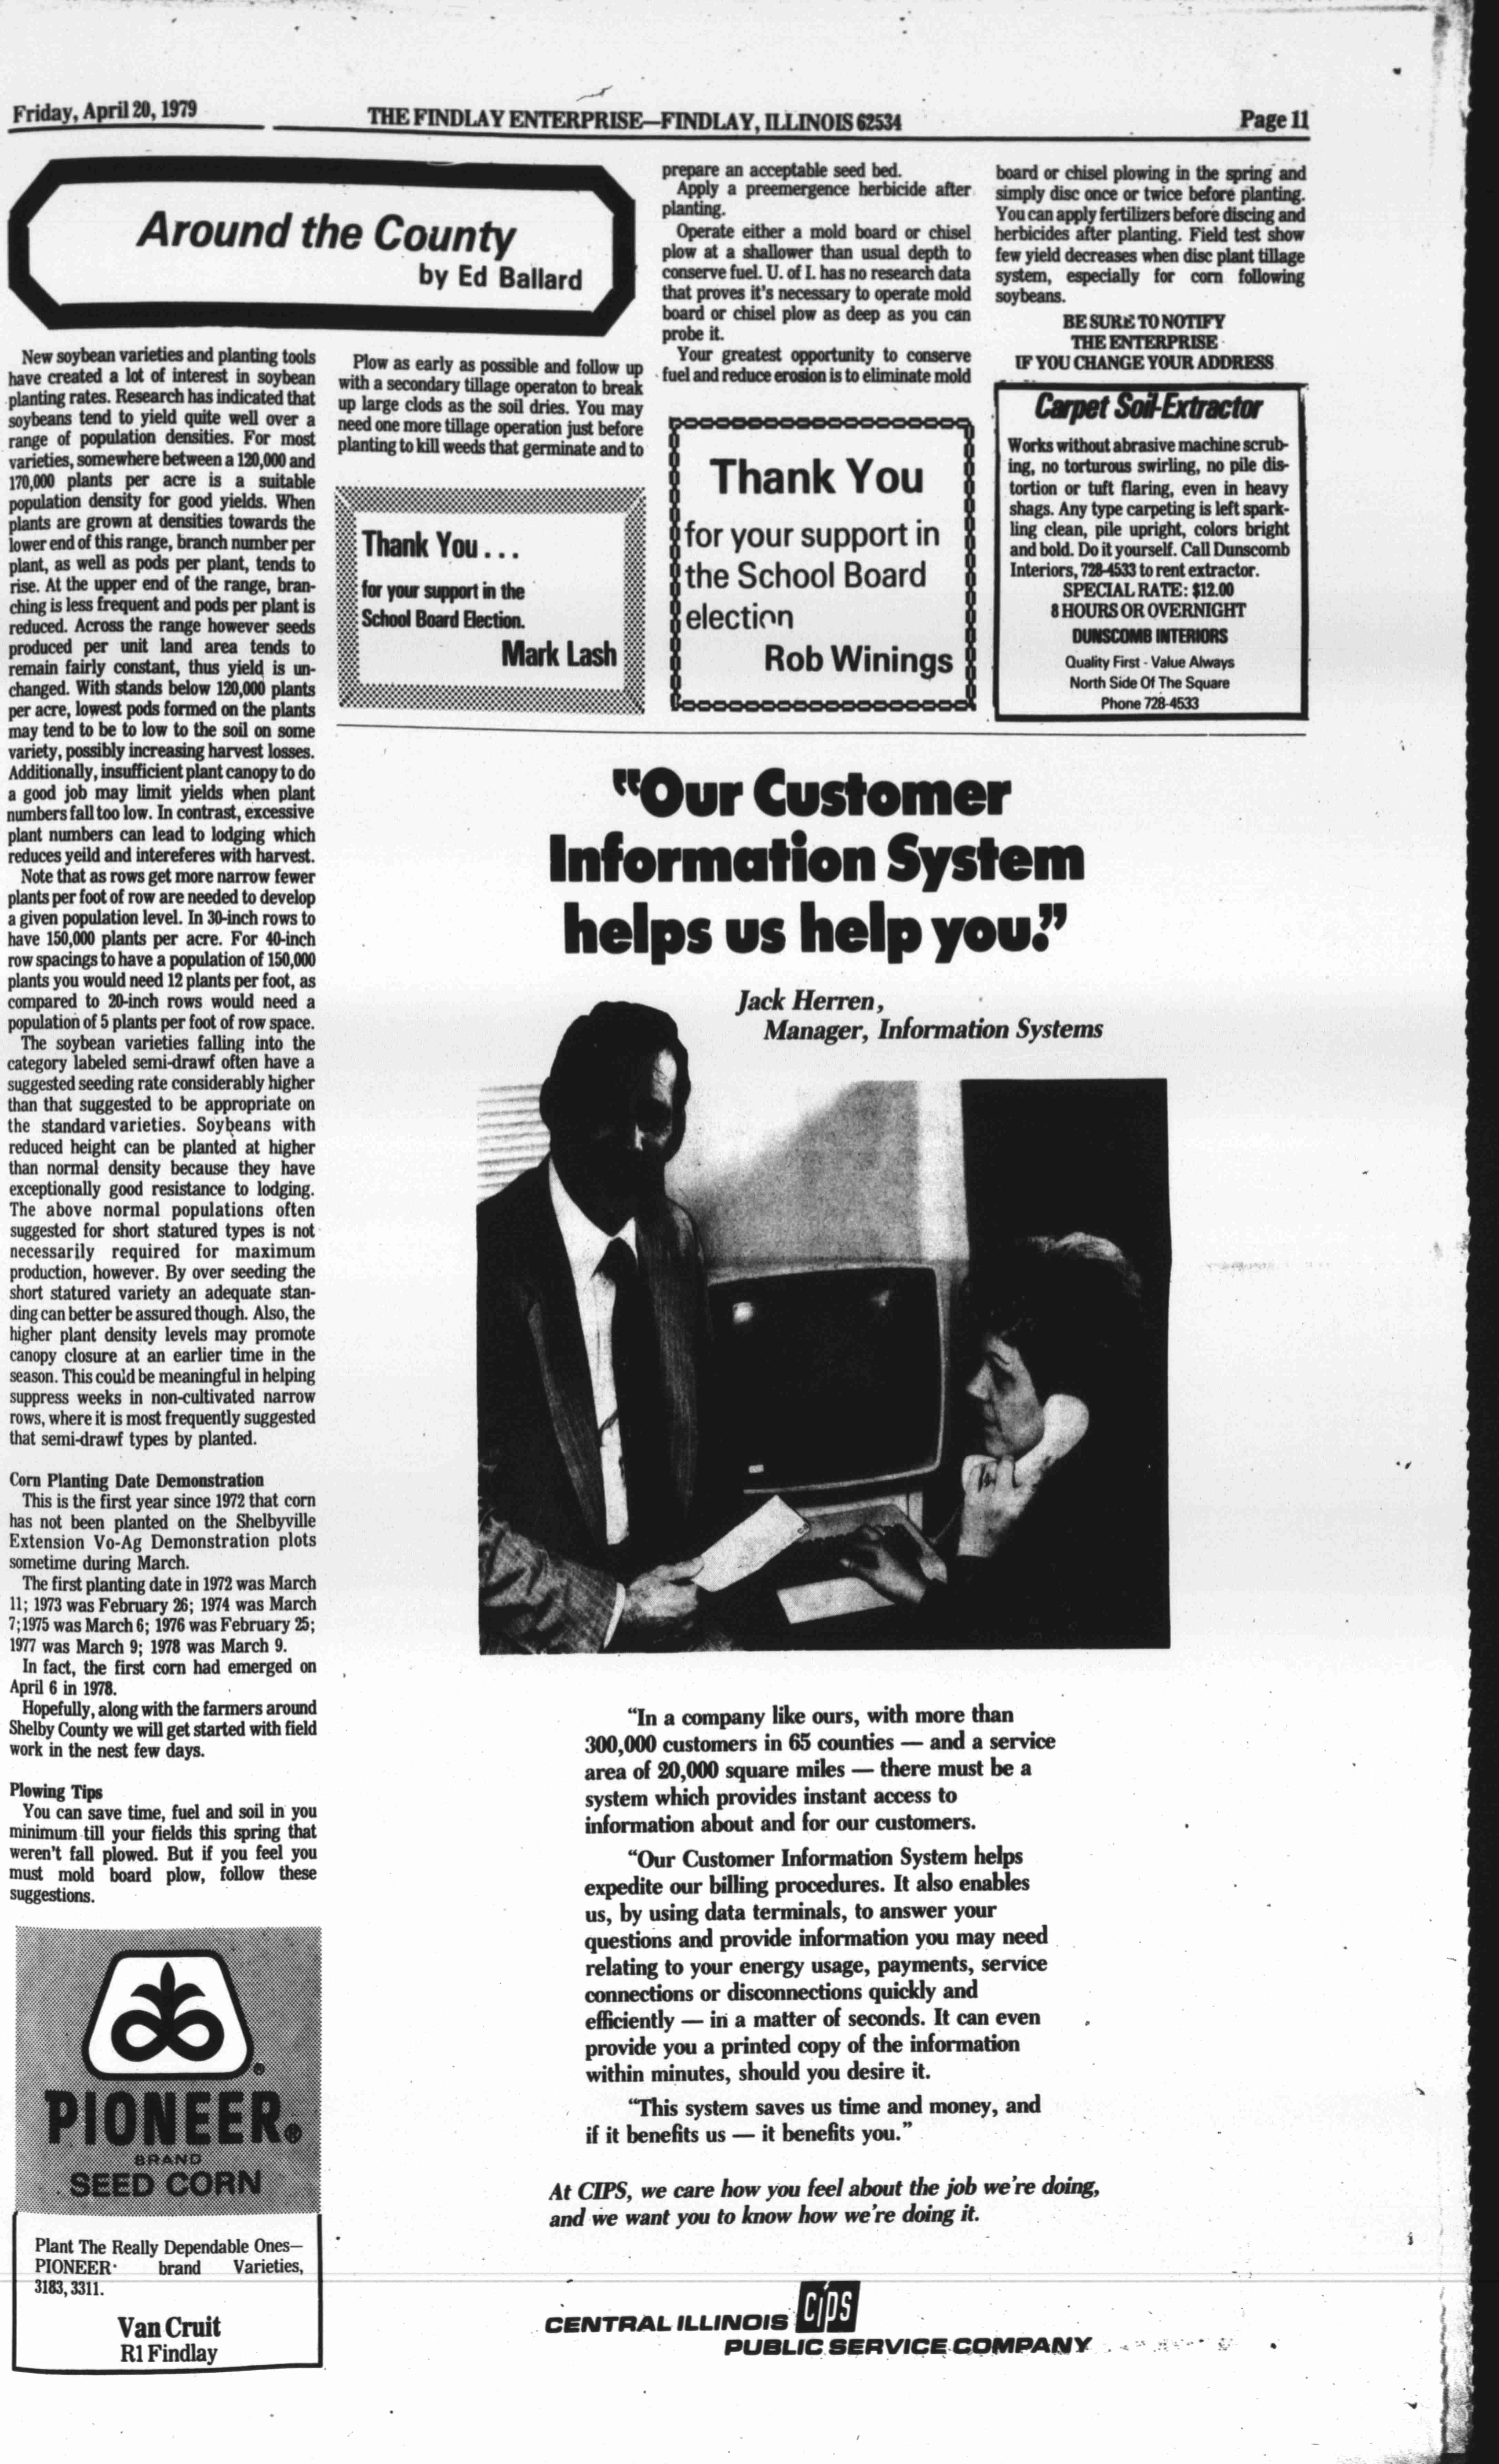 Friday, April 20, 1979
THE FINDLAY ENTERPRISE—FINDLAY, ILLINOIS 62534
Page 11
Around the County
by Ed Ballard
New soybean varieties and planting tools
have created a lot of interest in soybean
planting rates. Research has indicated that
soybeans tend to yield quite well over a
range of population densities. For most
varieties, somewhere between a 120,000 and
170,000 plants per acre is a suitable
population density for good yields. When
plants are grown at densities towards the
lower end of this range, branch number per
plant, as well as pods per plant, tends to
rise. At the upper end of the range, bran-
ching is less frequent and pods per plant is
reduced. Across the range however seeds
produced per unit land area tends to
remain fairly constant, thus yield is un-
changed. With stands below 120,000 plants
per acre, lowest pods formed on the plants
may tend to be to low to the soil on some
variety, possibly increasing harvest losses.
Additionally, insufficient plant canopy to do
a good job may limit yields when plant
numbers fall too low. In contrast, excessive
plant numbers can lead to lodging which
reduces yeild and intereferes with harvest.
Note that as rows get more narrow fewer
plants per foot of row are needed to develop
a given population level. In 30-inch rows to
have 150,000 plants per acre. For 40-inch
row spacings to have a population of 150,000
plants you would need 12 plants per foot, as
compared to 20-inch rows would need a
population of 5 plants per foot of row space.
The soybean varieties falling into the
category labeled semi-drawf often have a
suggested seeding rate considerably higher
than that suggested to be appropriate on
the standard varieties. Soybeans with
reduced height can be planted at higher
than normal density because they have
exceptionally good resistance to lodging.
The above normal populations often
suggested for short statured types is not
necessarily required for maximum
production, however. By over seeding the
short statured variety an adequate stan-
ding can better be assured though. Also, the
higher plant density levels may promote
canopy closure at an earlier time in the
season. This could be meaningful in helping
suppress weeks in non-cultivated narrow
rows, where it is most frequently suggested
that semi-drawf types by planted.
Corn Planting Date Demonstration
This is the first year since 1972 that corn
has not been planted on the Shelbyville
Extension Vo-Ag Demonstration plots
sometime during March.
The first planting date in 1972 was March
11; 1973 was February 26; 1974 was March
7; 1975 was March 6; 1976 was February 25;
1977 was March 9; 1978 was March 9.
In fact, the first corn had emerged on
April 6 in 1978.
Hopefully, along with the farmers around
Shelby County we will get started with field
work in the nest few days.
Plowing Tips
You can save time, fuel and soil in you
minimum till your fields this spring that
weren't fall plowed. But if you feel you
must mold board plow, follow these
suggestions.
Plow as early as possible and follow up
with a secondary tillage operaton to break
up large clods as the soil dries. You may
need one more tillage operation just before
planting to kill weeds that germinate and to
prepare an acceptable seed bed.
Apply a preemergence herbicide after
planting.
Operate either a mold board or chisel
plow at a shallower than usual depth to
conserve fuel. U. of I. has no research data
that proves it's necessary to operate mold
board or chisel plow as deep as you can
probe it.
Your greatest opportunity to conserve
fuel and reduce erosion is to eliminate mold
board or chisel plowing in the spring and
simply disc once or twice before planting.
You can apply fertilizers before discing and
herbicides after planting. Field test show
few yield decreases when disc plant tillage
system, especially for corn following
soybeans.
BE SURE TO NOTIFY
THE ENTERPRISE
IF YOU CHANGE YOUR ADDRESS
Thank You . . .
for your support in the
School Board Election.
Mark Lash
Thank You
for your support in
the School Board
election
Rob Winings
Carpet Soil-Extractor
Works without abrasive machine scrub-
ing, no torturous swirling, no pile dis-
tortion or tuft flaring, even in heavy
shags. Any type carpeting is left spark-
ling clean, pile upright, colors bright
and bold. Do it yourself. Call Dunscomb
Interiors, 728-4533 to rent extractor.
SPECIAL RATE: $12.00
8 HOURS OR OVERNIGHT
DUNSCOMB INTERIORS
Quality First - Value Always
North Side Of The Square
Phone 728-4533
"Our Customer
Information System
helps us help you."
Jack Herren,
Manager, Information Systems
"In a company like ours, with more than
300,000 customers in 65 counties — and a service
area of 20,000 square miles — there must be a
system which provides instant access to
information about and for our customers.
"Our Customer Information System helps
expedite our billing procedures. It also enables
us, by using data terminals, to answer your
questions and provide information you may need
relating to your energy usage, payments, service
connections or disconnections quickly and
efficiently — in a matter of seconds. It can even
provide you a printed copy of the information
within minutes, should you desire it.
"This system saves us time and money, and
if it benefits us — it benefits you."
At CIPS, we care how you feel about the job we're doing,
and we want you to know how we're doing it.
CENTRAL ILLINOIS
CIPS
PUBLIC SERVICE COMPANY
PIONEER®
BRAND
SEED CORN
Plant The Really Dependable Ones—
PIONEER· brand Varieties,
3183, 3311.
Van Cruit
R1 Findlay